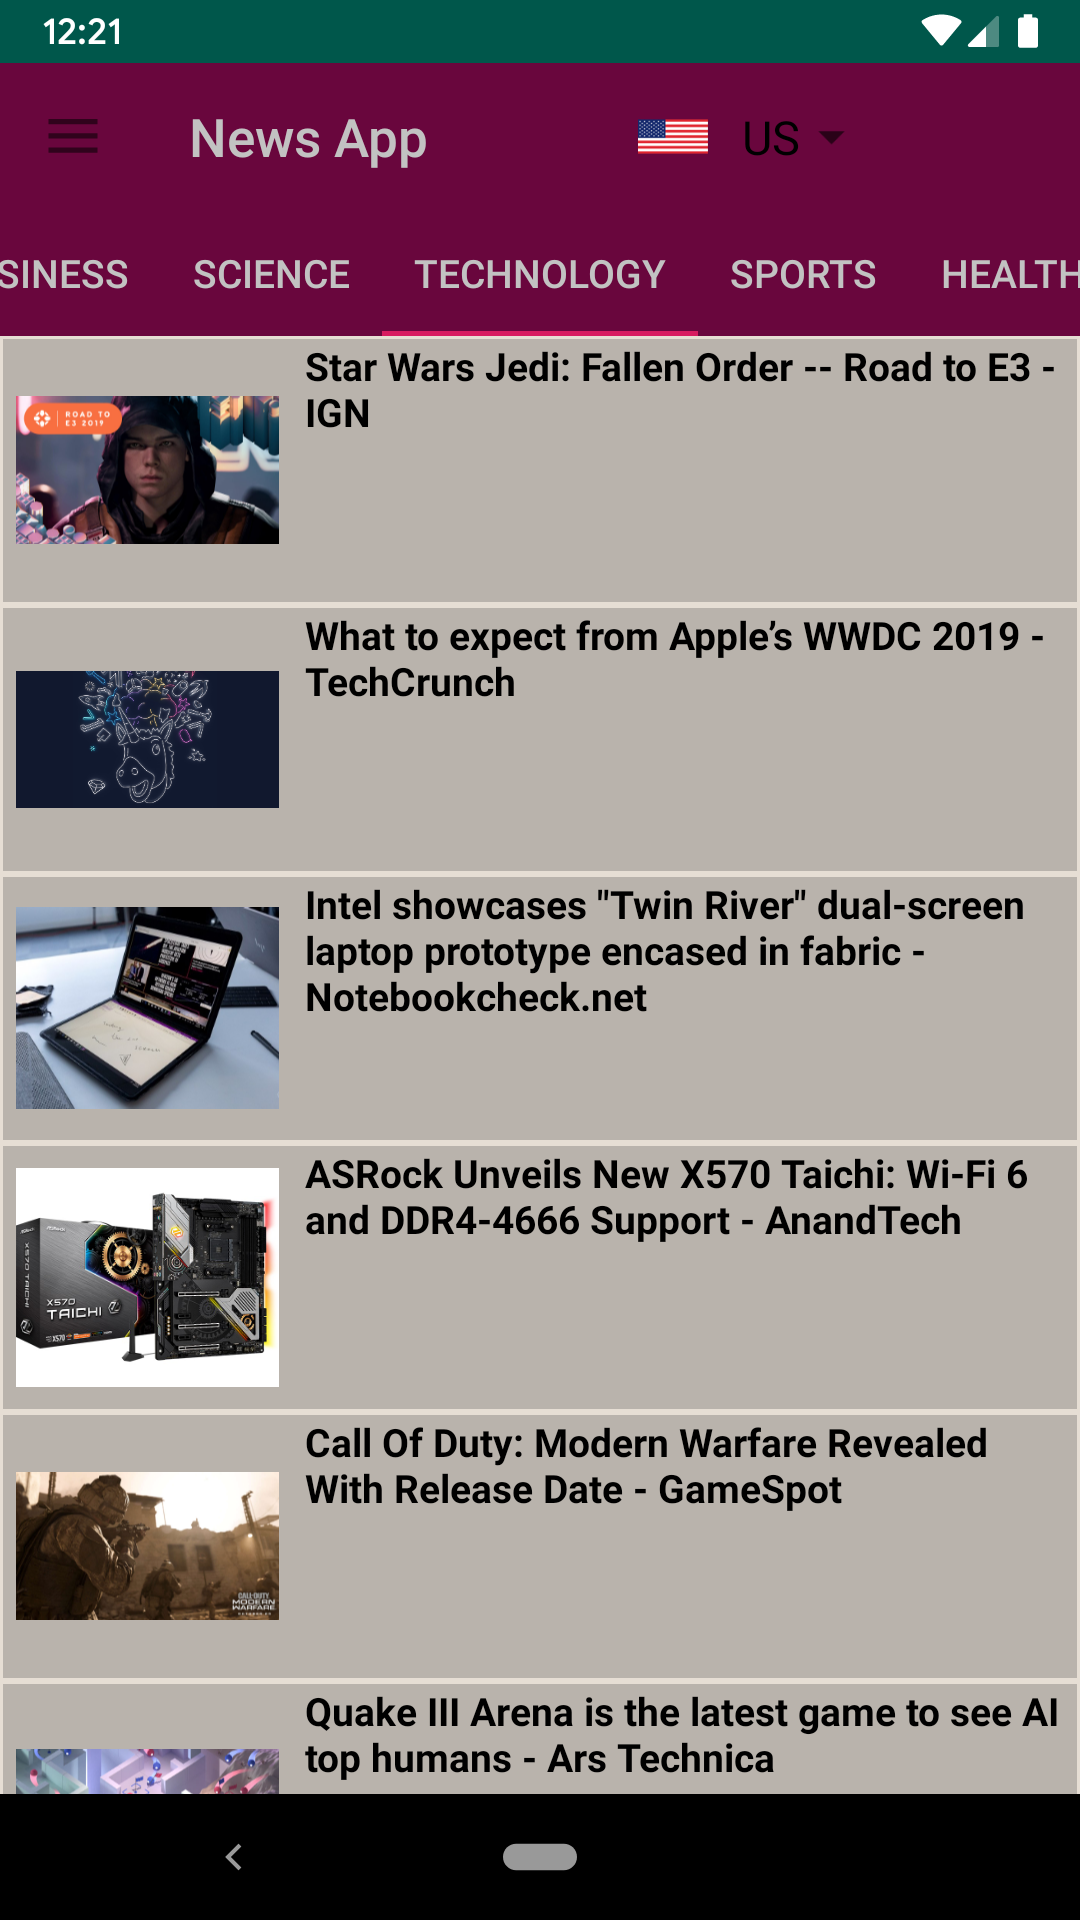 12:21
News App
US
SINESS
SCIENCE
TECHNOLOGY
SPORTS
HEALTH
Star Wars Jedi: Fallen Order -- Road to E3 -
IGN
ROAD TO
E3 2019
What to expect from Apple’s WWDC 2019 -
TechCrunch
Intel showcases "Twin River" dual-screen
laptop prototype encased in fabric -
Notebookcheck.net
ASRock Unveils New X570 Taichi: Wi-Fi 6
and DDR4-4666 Support - AnandTech
X570 TAICHI
X570
TAICHI
X570
Call Of Duty: Modern Warfare Revealed
With Release Date - GameSpot
CALL OF DUTY
MODERN
WARFARE
Quake III Arena is the latest game to see AI
top humans - Ars Technica